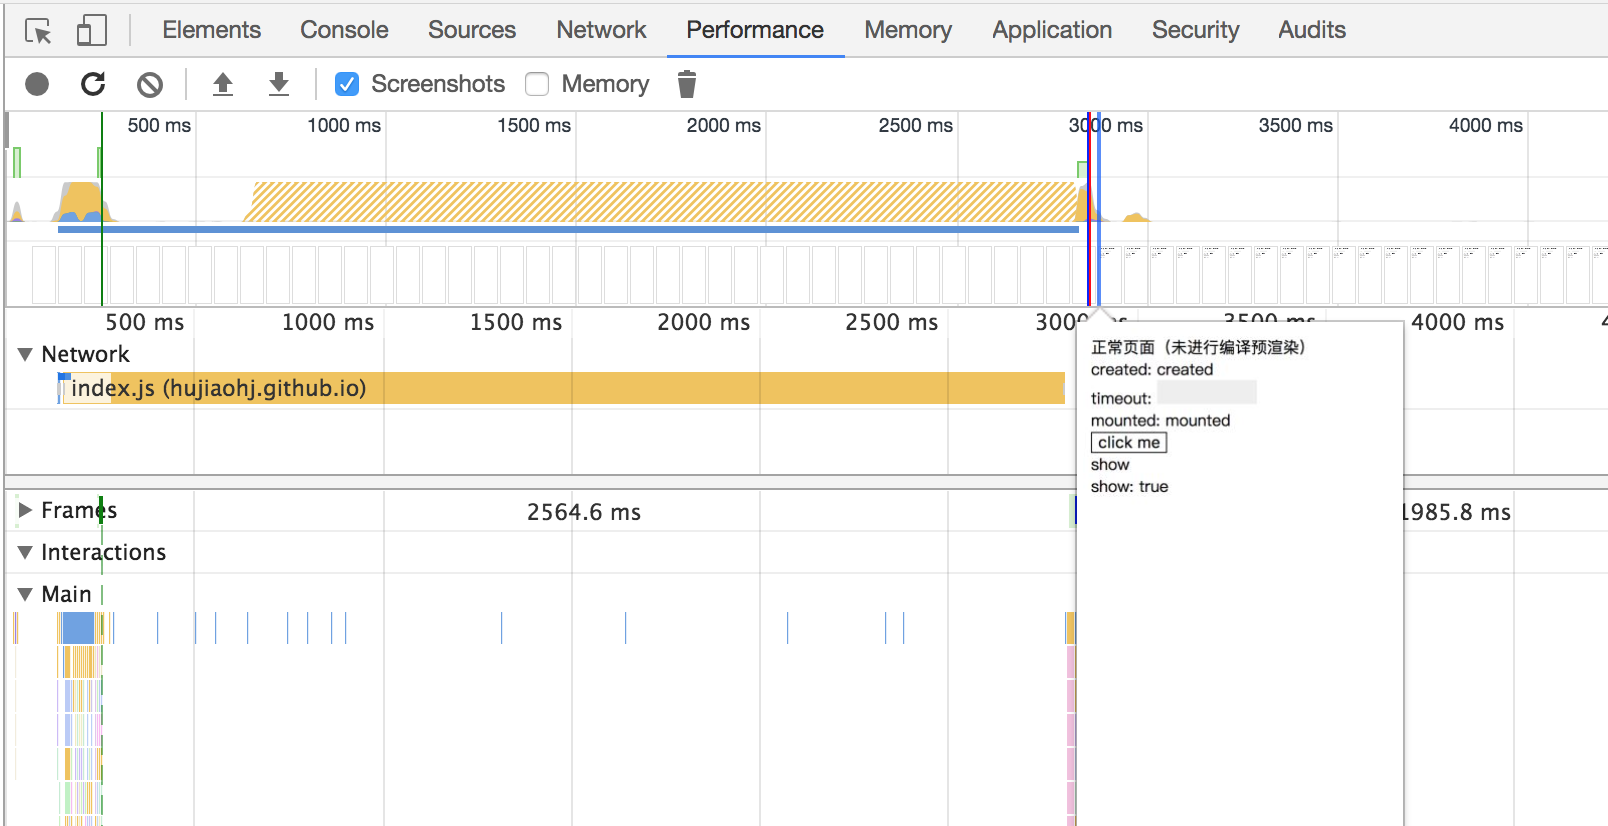 Elements Console Sources Network Performance Memory Application Security Audits
Screenshots Memory
500 ms 1000 ms 1500 ms 2000 ms 2500 ms 3000 ms 3500 ms 4000 ms
500 ms 1000 ms 1500 ms 2000 ms 2500 ms 3000 ms 3500 ms 4000 ms
Network
index.js (hujiaohj.github.io)
正常页面（未进行编译预渲染）
created: created
timeout:
mounted: mounted
click me
show
show: true
Frames 2564.6 ms 1985.8 ms
Interactions
Main